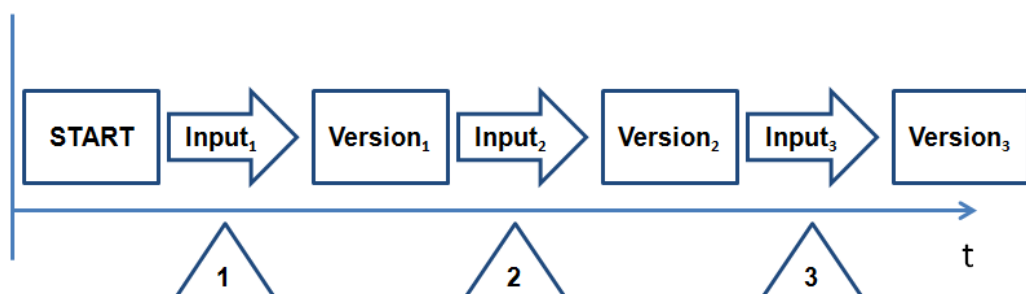 START Input₁ Version₁ Input₂ Version₂ Input₃ Version₃
t
1 2 3